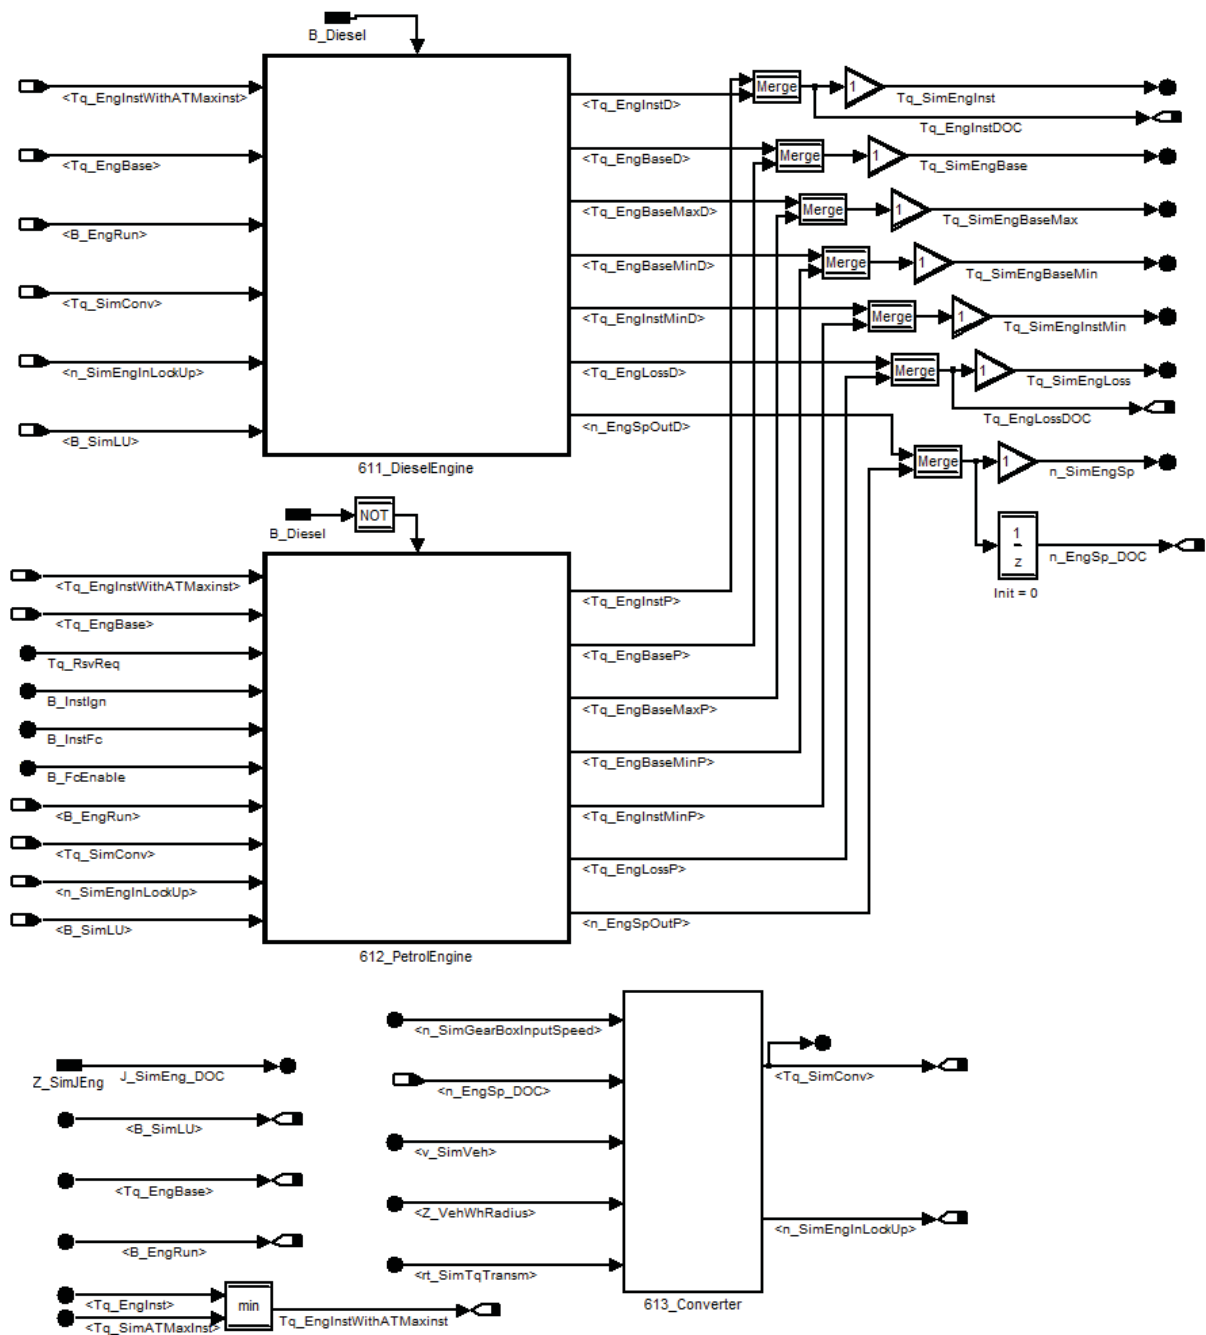 B_Diesel
<Tq_EngInstWithATMaxinst>
<Tq_EngBase>
<B_EngRun>
<Tq_SimConv>
<n_SimEngInLockUp>
<B_SimLU>
611_DieselEngine
<Tq_EngInstD>
<Tq_EngBaseD>
<Tq_EngBaseMaxD>
<Tq_EngBaseMinD>
<Tq_EngInstMinD>
<Tq_EngLossD>
<n_EngSpOutD>
Merge
1
Tq_SimEngInst
Tq_EngInstDOC
Merge
1
Tq_SimEngBase
Merge
1
Tq_SimEngBaseMax
Merge
1
Tq_SimEngBaseMin
Merge
1
Tq_SimEngInstMin
Merge
1
Tq_SimEngLoss
Tq_EngLossDOC
Merge
1
n_SimEngSp
1
z
Init = 0
n_EngSp_DOC
B_Diesel
NOT
<Tq_EngInstWithATMaxinst>
<Tq_EngBase>
Tq_RsvReq
B_InstIgn
B_InstFc
B_FcEnable
<B_EngRun>
<Tq_SimConv>
<n_SimEngInLockUp>
<B_SimLU>
612_PetrolEngine
<Tq_EngInstP>
<Tq_EngBaseP>
<Tq_EngBaseMaxP>
<Tq_EngBaseMinP>
<Tq_EngInstMinP>
<Tq_EngLossP>
<n_EngSpOutP>
Z_SimJEng
J_SimEng_DOC
<B_SimLU>
<Tq_EngBase>
<B_EngRun>
<Tq_EngInst>
<Tq_SimATMaxInst>
min
Tq_EngInstWithATMaxinst
<n_SimGearBoxInputSpeed>
<n_EngSp_DOC>
<v_SimVeh>
<Z_VehWhRadius>
<rt_SimTqTransm>
613_Converter
<Tq_SimConv>
<n_SimEngInLockUp>